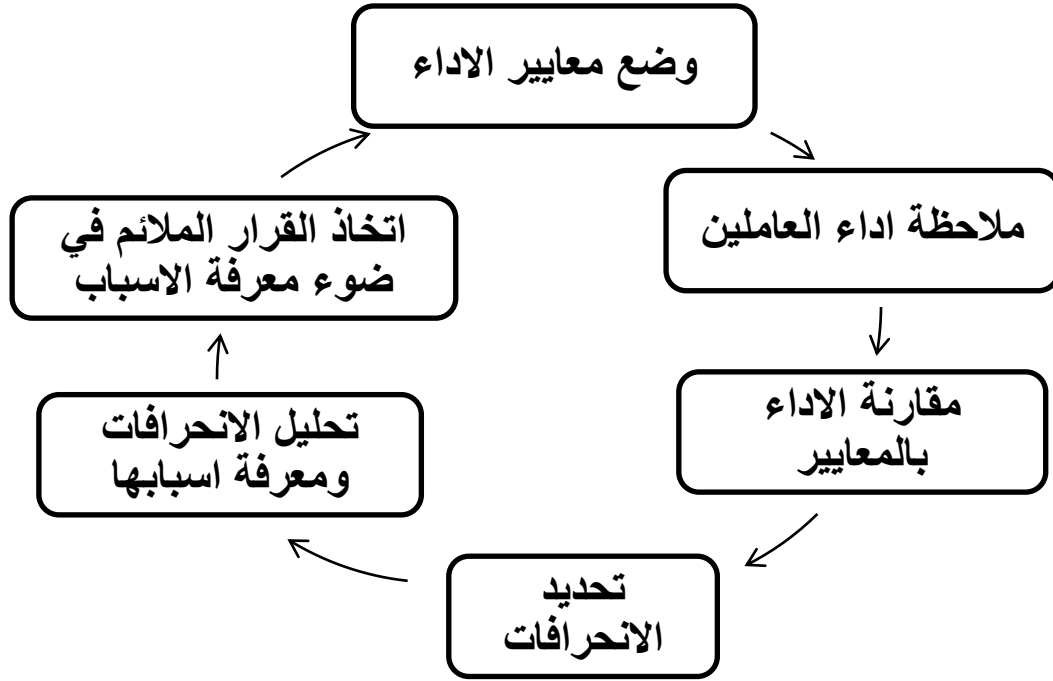 وضع معايير الاداء
ملاحظة اداء العاملين
مقارنة الاداء
بالمعايير
تحديد
الانحرافات
تحليل الانحرافات
ومعرفة اسبابها
اتخاذ القرار الملائم في
ضوء معرفة الاسباب